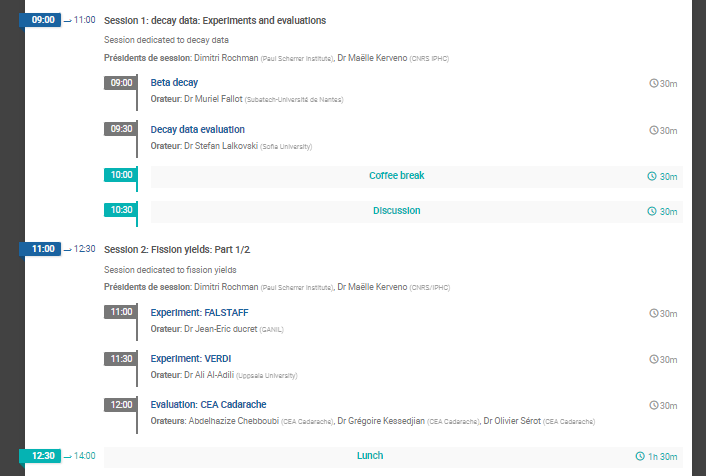 09:00 → 11:00 Session 1: decay data: Experiments and evaluations
Session dedicated to decay data
Présidents de session: Dimitri Rochman (Paul Scherrer Institute), Dr Maëlle Kerveno (CNRS IPHC)
09:00 Beta decay 30m
Orateur: Dr Muriel Fallot (Subatech-Université de Nantes)
09:30 Decay data evaluation 30m
Orateur: Dr Stefan Lalkovski (Sofia University)
10:00 Coffee break 30m
10:30 Discussion 30m
11:00 → 12:30 Session 2: Fission yields: Part 1/2
Session dedicated to fission yields
Présidents de session: Dimitri Rochman (Paul Scherrer Institute), Dr Maëlle Kerveno (CNRS/IPHC)
11:00 Experiment: FALSTAFF 30m
Orateur: Dr Jean-Eric ducret (GANIL)
11:30 Experiment: VERDI 30m
Orateur: Dr Ali Al-Adili (Uppsala University)
12:00 Evaluation: CEA Cadarache 30m
Orateurs: Abdelhazize Chebboubi (CEA Cadarache), Dr Grégoire Kessedjian (CEA Cadarache), Dr Olivier Sérot (CEA Cadarache)
12:30 → 14:00 Lunch 1h 30m